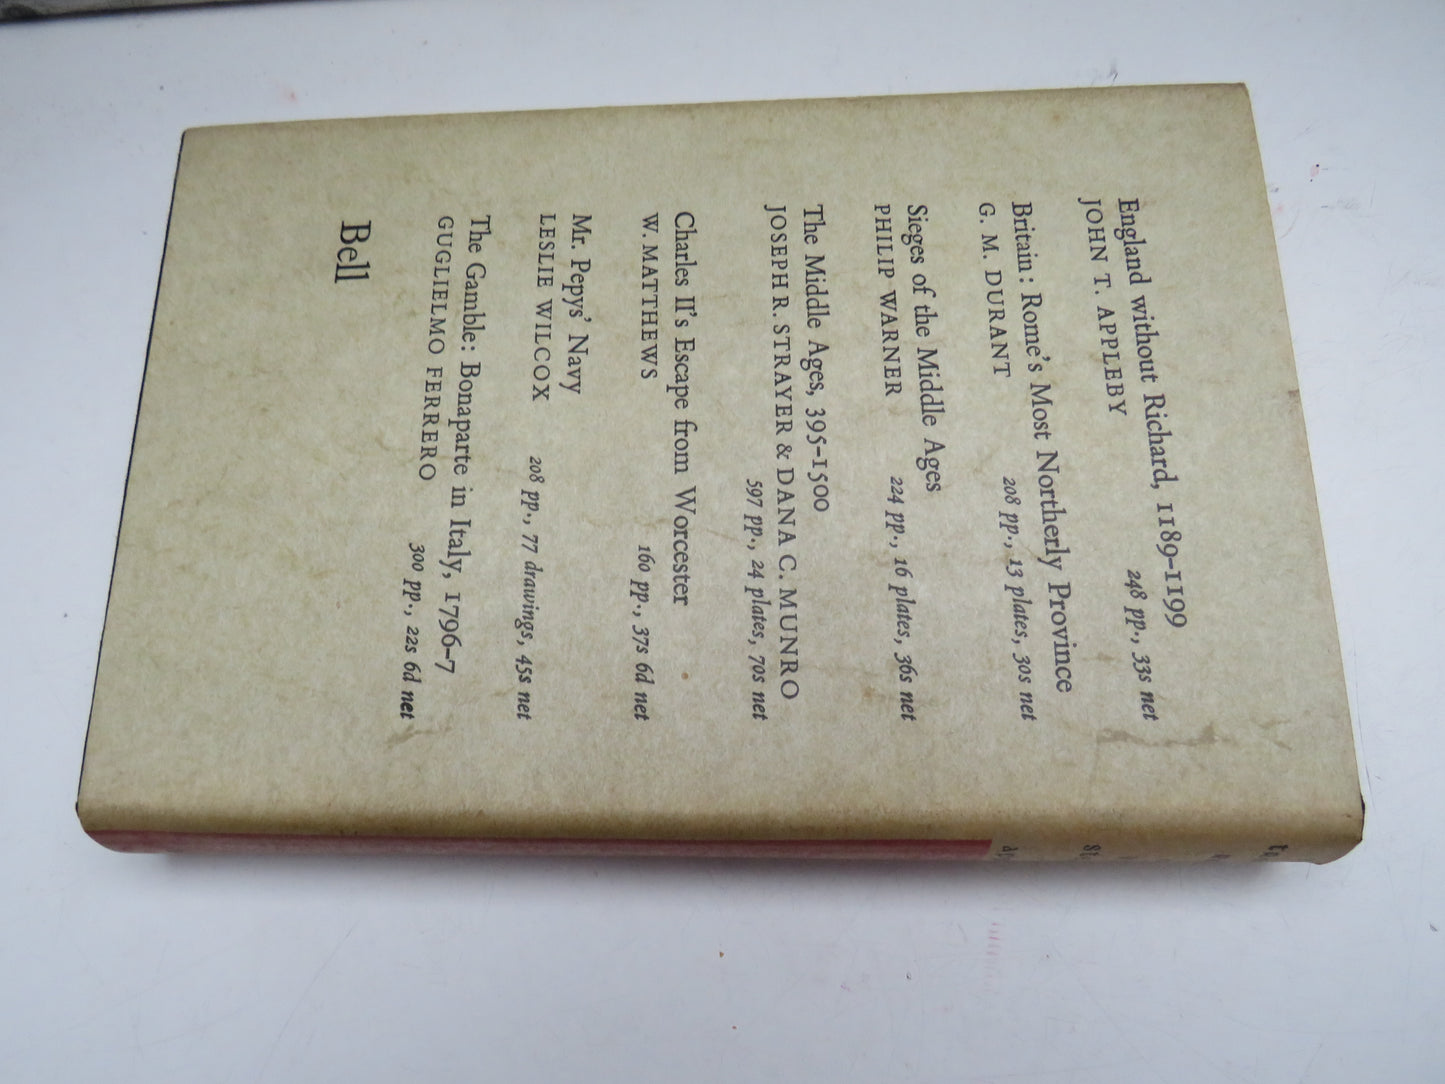 England without Richard, 1189-1199
JOHN T. APPLEBY
248 pp., 33s net
Britain: Rome's Most Northerly Province
G. M. DURANT
208 pp., 13 plates, 30s net
Sieges of the Middle Ages
PHILIP WARNER
224 pp., 16 plates, 36s net
The Middle Ages, 395-1500
JOSEPH R. STRAYER & DANA C. MUNRO
597 pp., 24 plates, 70s net
Charles II's Escape from Worcester
W. MATTHEWS
160 pp., 37s 6d net
Mr. Pepys' Navy
LESLIE WILCOX
208 pp., 77 drawings, 45s net
The Gamble: Bonaparte in Italy, 1796-7
GUGLIELMO FERRERO
300 pp., 22s 6d net
Bell